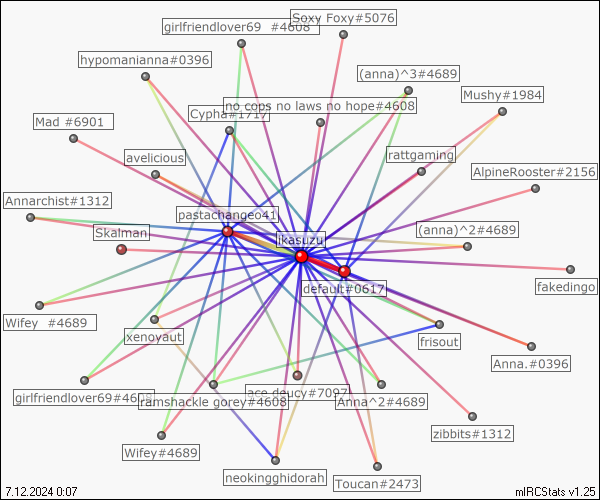 Soxy Foxy#5076
girlfriendlover69 #4608
hypomanianna#0396
(anna)^3#4689
Mushy#1984
no cops no laws no hope#4608
Cypha#1717
Mad #6901
avelicious
rattgaming
AlpineRooster#2156
Annarchist#1312
pastachangeo41
Skalman
ikasuzu
(anna)^2#4689
default#0617
fakedingo
Wifey #4689
xenoyaut
frisout
Anna.#0396
girlfriendlover69#4608
ramshackle gorey#4608
ace deucy#7097
Anna^2#4689
zibbits#1312
Wifey#4689
neokingghidorah
Toucan#2473
7.12.2024 0:07
mIRCStats v1.25